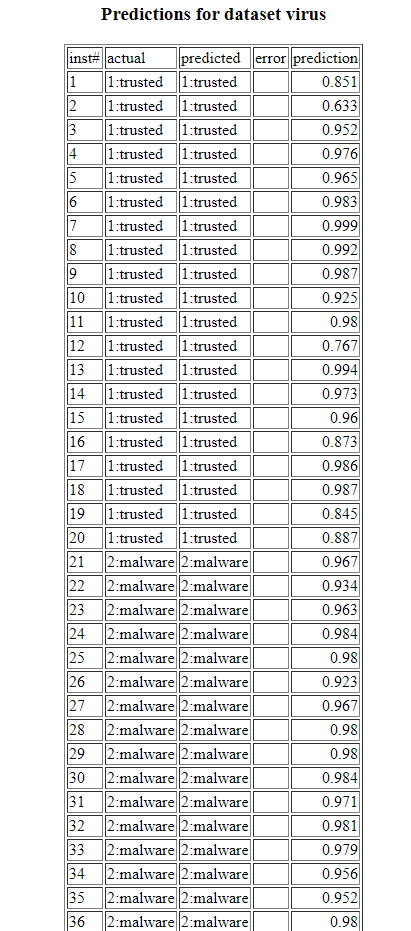 Predictions for dataset virus
inst# actual predicted error prediction
1 1:trusted 1:trusted 0.851
2 1:trusted 1:trusted 0.633
3 1:trusted 1:trusted 0.952
4 1:trusted 1:trusted 0.976
5 1:trusted 1:trusted 0.965
6 1:trusted 1:trusted 0.983
7 1:trusted 1:trusted 0.999
8 1:trusted 1:trusted 0.992
9 1:trusted 1:trusted 0.987
10 1:trusted 1:trusted 0.925
11 1:trusted 1:trusted 0.98
12 1:trusted 1:trusted 0.767
13 1:trusted 1:trusted 0.994
14 1:trusted 1:trusted 0.973
15 1:trusted 1:trusted 0.96
16 1:trusted 1:trusted 0.873
17 1:trusted 1:trusted 0.986
18 1:trusted 1:trusted 0.987
19 1:trusted 1:trusted 0.845
20 1:trusted 1:trusted 0.887
21 2:malware 2:malware 0.967
22 2:malware 2:malware 0.934
23 2:malware 2:malware 0.963
24 2:malware 2:malware 0.984
25 2:malware 2:malware 0.98
26 2:malware 2:malware 0.923
27 2:malware 2:malware 0.967
28 2:malware 2:malware 0.98
29 2:malware 2:malware 0.98
30 2:malware 2:malware 0.984
31 2:malware 2:malware 0.971
32 2:malware 2:malware 0.981
33 2:malware 2:malware 0.979
34 2:malware 2:malware 0.956
35 2:malware 2:malware 0.952
36 2:malware 2:malware 0.98